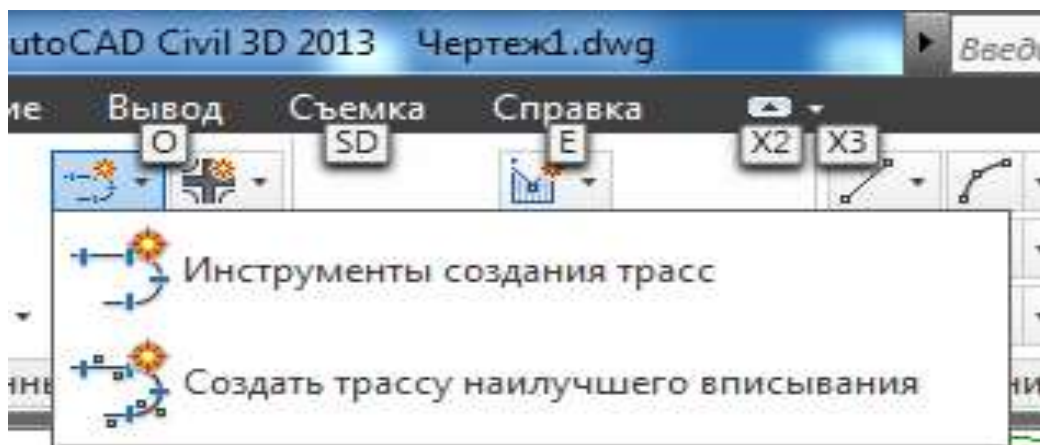 utoCAD Civil 3D 2013 Чертеж1.dwg
Вывод Съемка Справка
O SD E X2 X3
Инструменты создания трасс
Создать трассу наилучшего вписывания